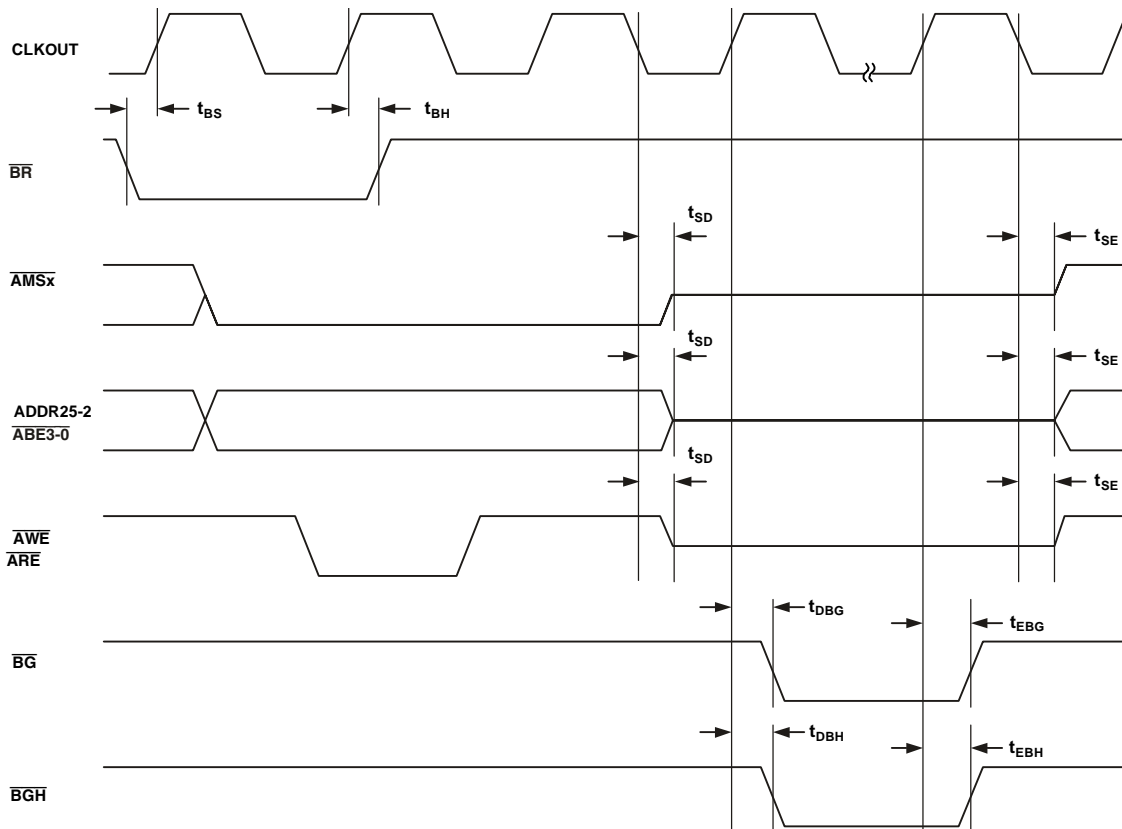 CLKOUT
tBS
tBH
BR
tSD
tSE
AMSx
tSD
tSE
ADDR25-2
ABE3-0
tSD
tSE
AWE
ARE
tDBG
tEBG
BG
tDBH
tEBH
BGH